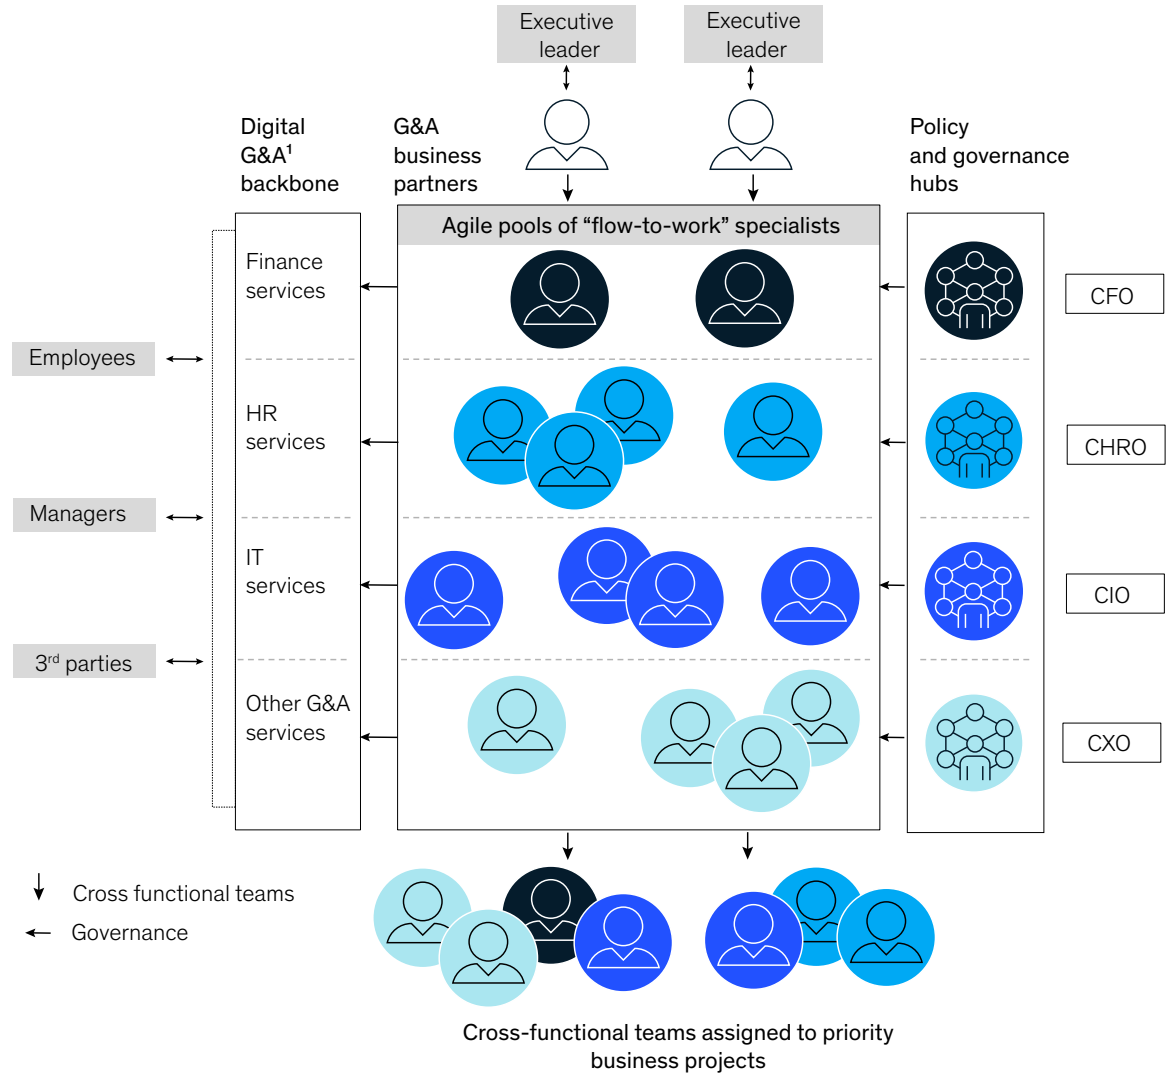 Executive
leader
Executive
leader
Digital
G&A¹
backbone
G&A
business
partners
Policy
and governance
hubs
Agile pools of “flow-to-work” specialists
Finance
services
CFO
Employees
HR
services
CHRO
Managers
IT
services
CIO
3rd parties
Other G&A
services
CXO
Cross functional teams
Governance
Cross-functional teams assigned to priority
business projects